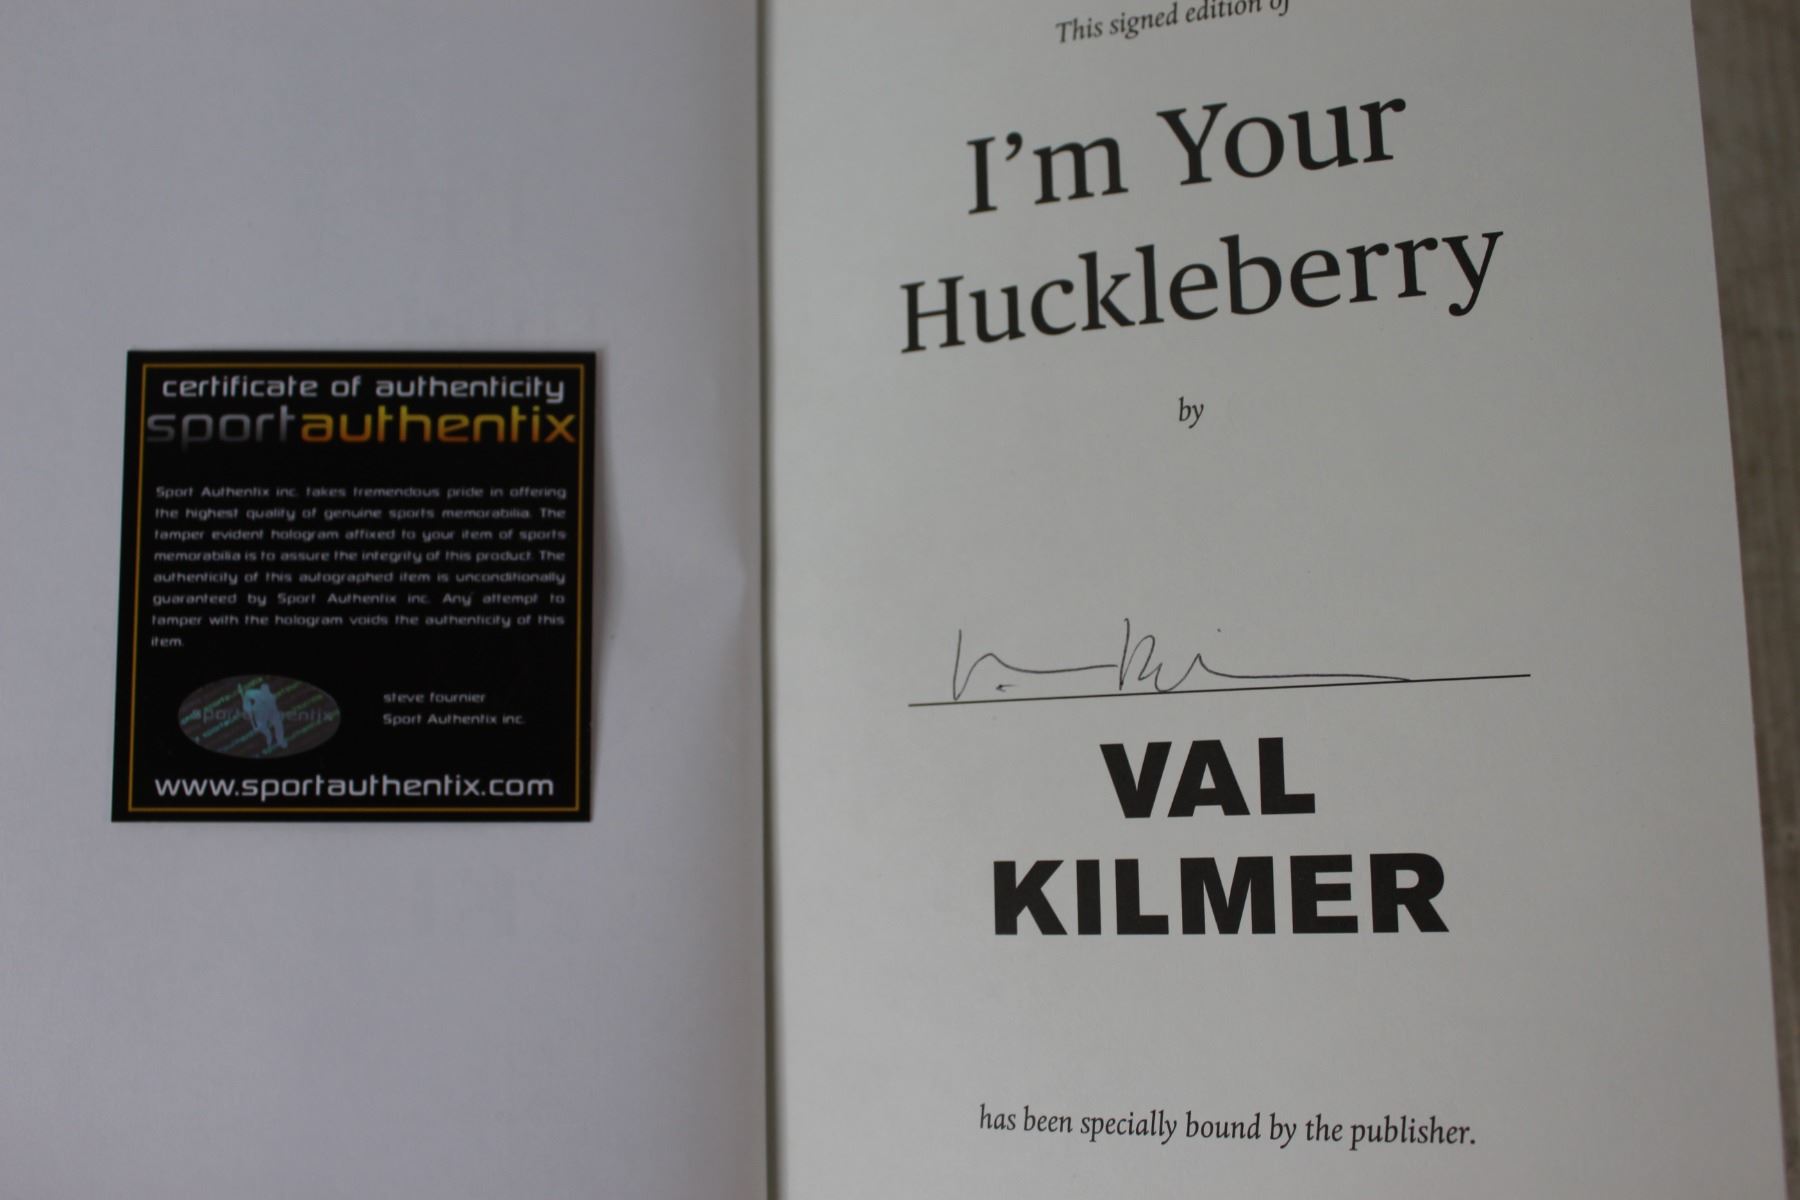 certificate of authenticity
sportauthentix
Sport Authentix inc. takes tremendous pride in offering
the highest quality of genuine sports memorabilia. The
tamper evident hologram affixed to your item of sports
memorabilia is to assure the integrity of this product. The
authenticity of this autographed item is unconditionally
guaranteed by Sport Authentix inc. Any attempt to
tamper with the hologram voids the authenticity of this
item.
steve fournier
Sport Authentix inc.
www.sportauthentix.com
This signed edition of
I'm Your
Huckleberry
by
VAL
KILMER
has been specially bound by the publisher.